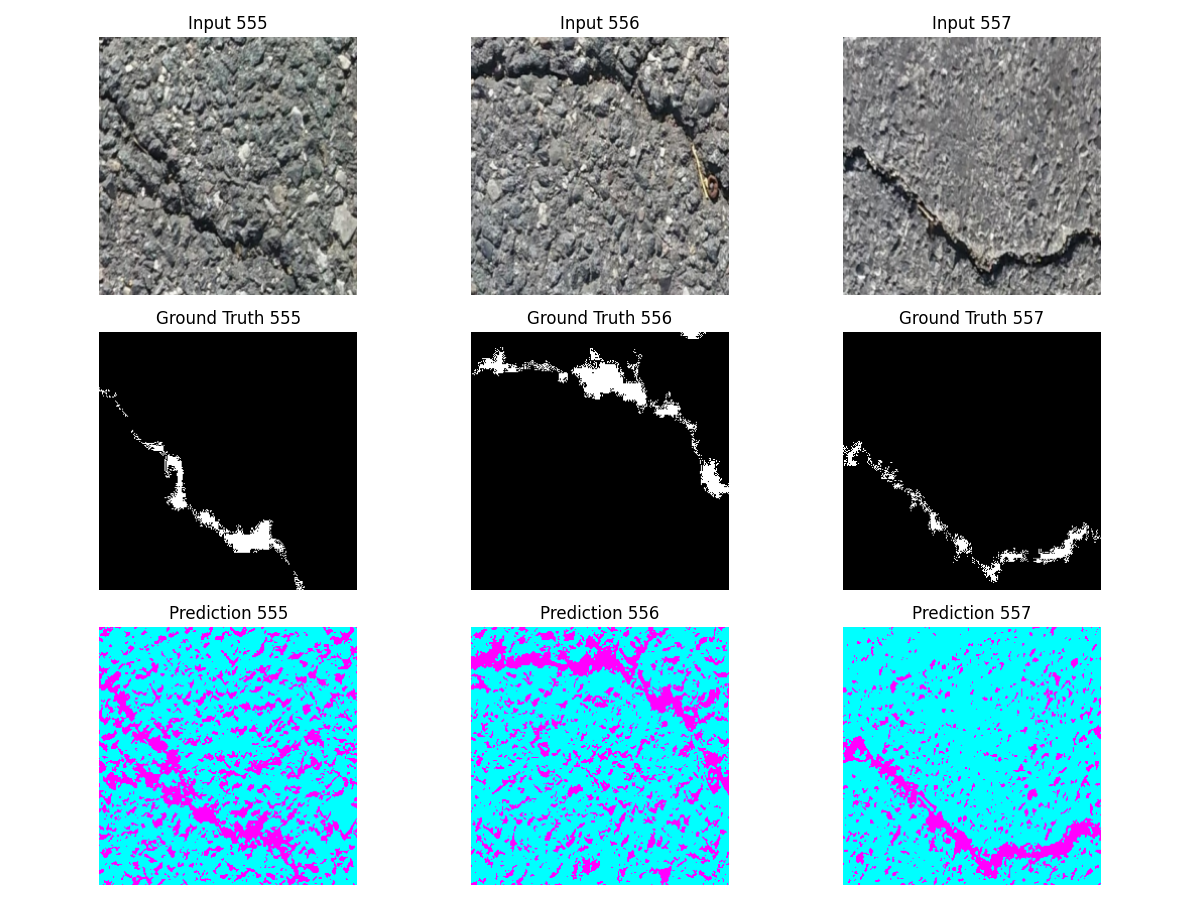 Input 555
Input 556
Input 557
Ground Truth 555
Ground Truth 556
Ground Truth 557
Prediction 555
Prediction 556
Prediction 557